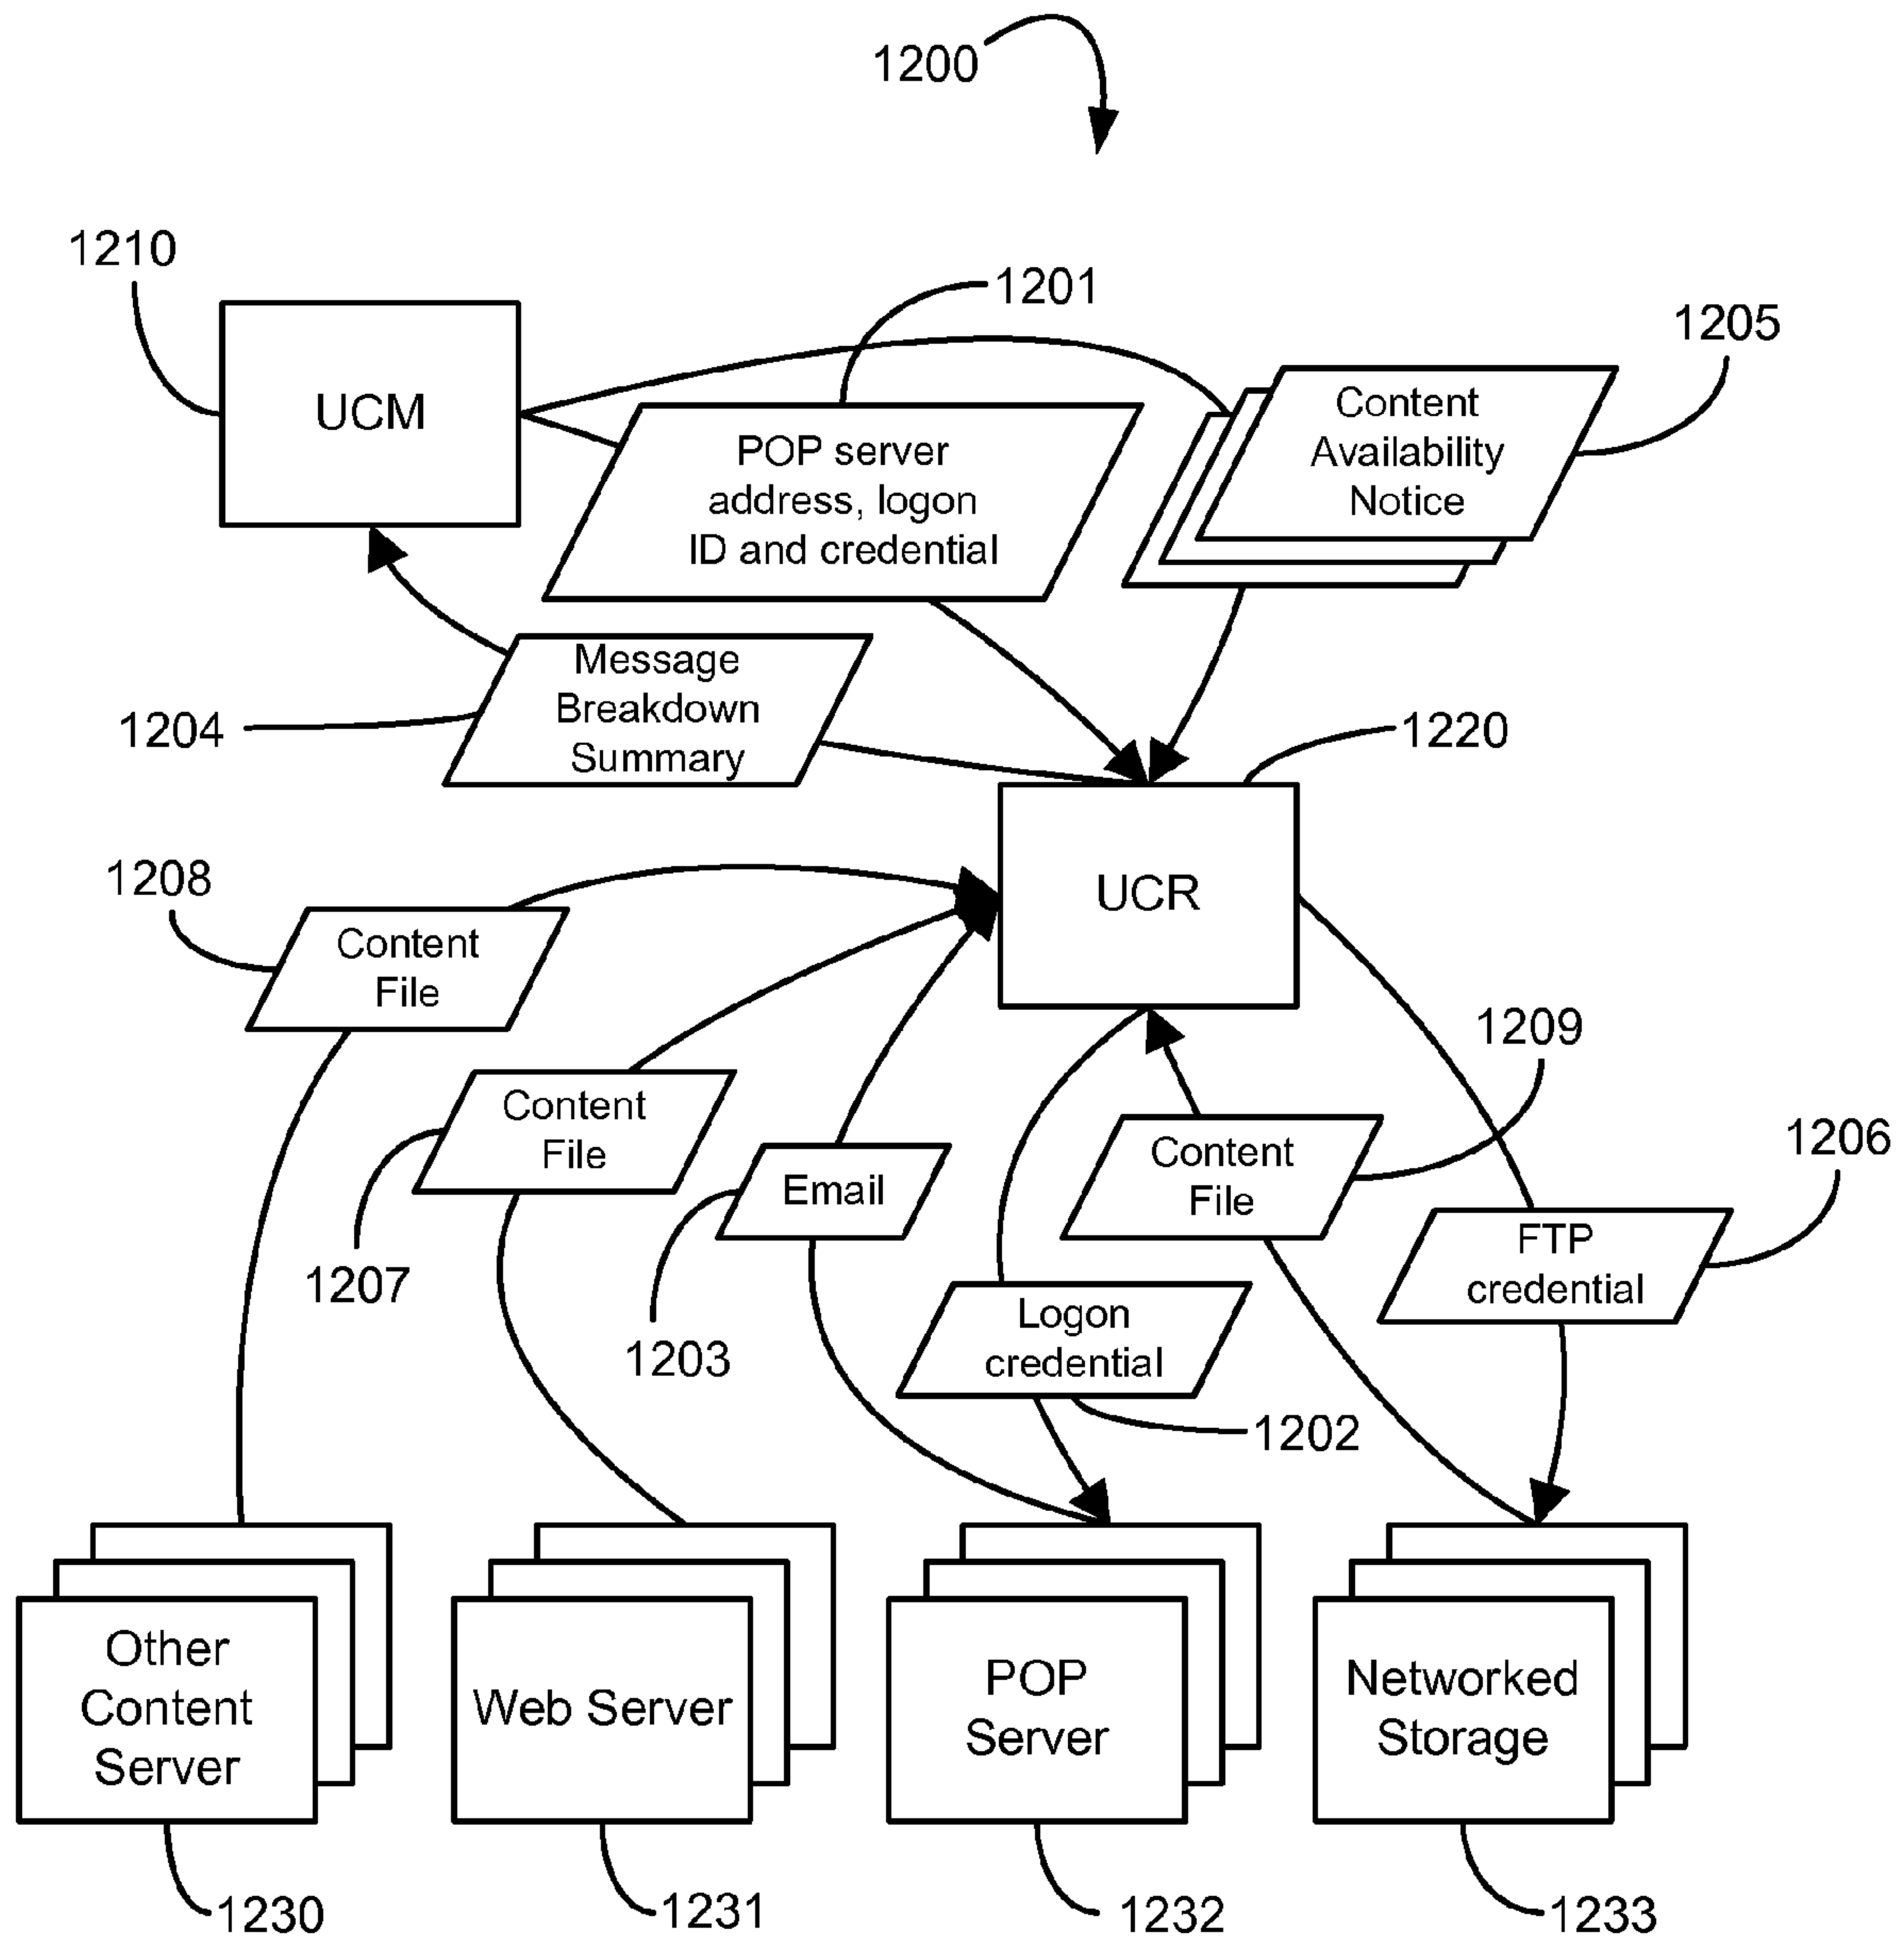 1200
1210
1201
1205
UCM
POP server
address, logon
ID and credential
Content
Availability
Notice
1204
Message
Breakdown
Summary
1220
1208
UCR
Content
File
1209
1207
Content
File
1203
Email
Content
File
1206
FTP
credential
Logon
credential
1202
Other
Content
Server
Web Server
POP
Server
Networked
Storage
1230
1231
1232
1233